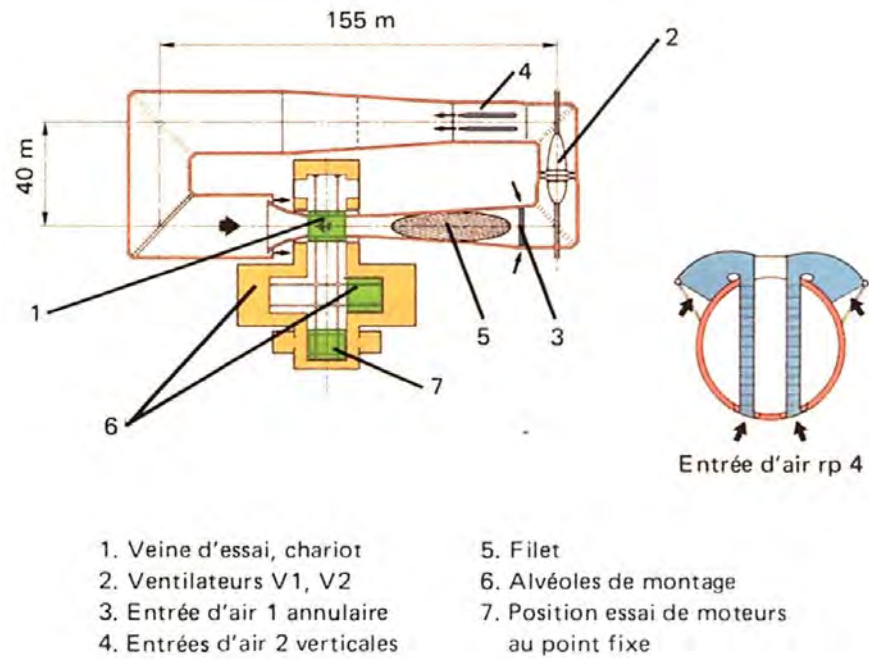 155 m
2
4
40 m
1
5
3
7
6
Entrée d'air rp 4
1. Veine d'essai, chariot
2. Ventilateurs V1, V2
3. Entrée d'air 1 annulaire
4. Entrées d'air 2 verticales
5. Filet
6. Alvéoles de montage
7. Position essai de moteurs
au point fixe